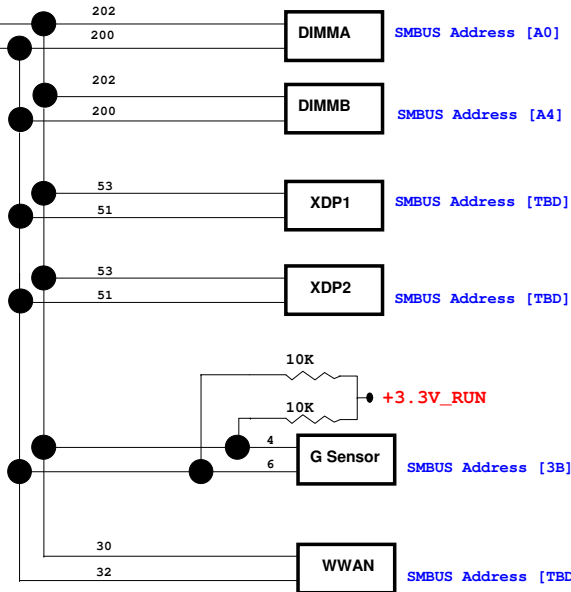 202
DIMMA SMBUS Address [A0]
200
202
DIMMB SMBUS Address [A4]
200
53
XDP1 SMBUS Address [TBD]
51
53
XDP2 SMBUS Address [TBD]
51
10K
+3.3V_RUN
10K
4
G Sensor SMBUS Address [3B]
6
30
WWAN SMBUS Address [TBD
32